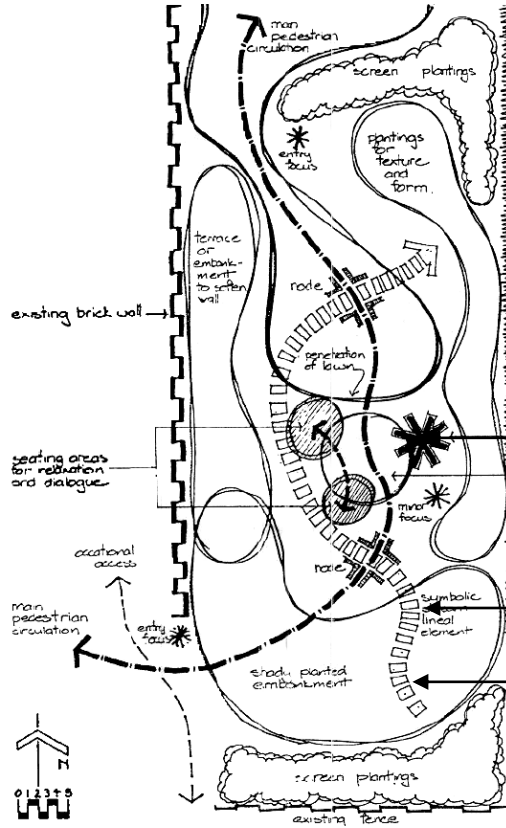 main
pedestrian
circulation
screen plantings
entry
focus
plantings
for
texture
and
form.
terrace
or
embank-
ment
to soften
wall
node
existing brick wall
penetration
of lawn
seating areas
for relaxation
and dialogue
minor
focus
node
occational
access
main
pedestrian
circulation
entry
focus
symbolic
lineal
element
shady planted
embankment
N
0 1 2 3 4 5
screen plantings
existing fence